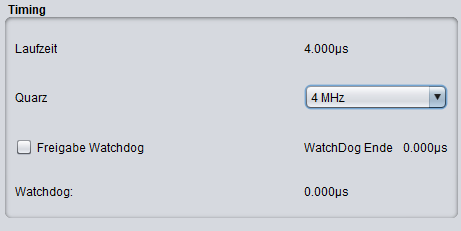 Timing
Laufzeit 4.000µs
Quarz 4 MHz
Freigabe Watchdog WatchDog Ende 0.000µs
Watchdog: 0.000µs